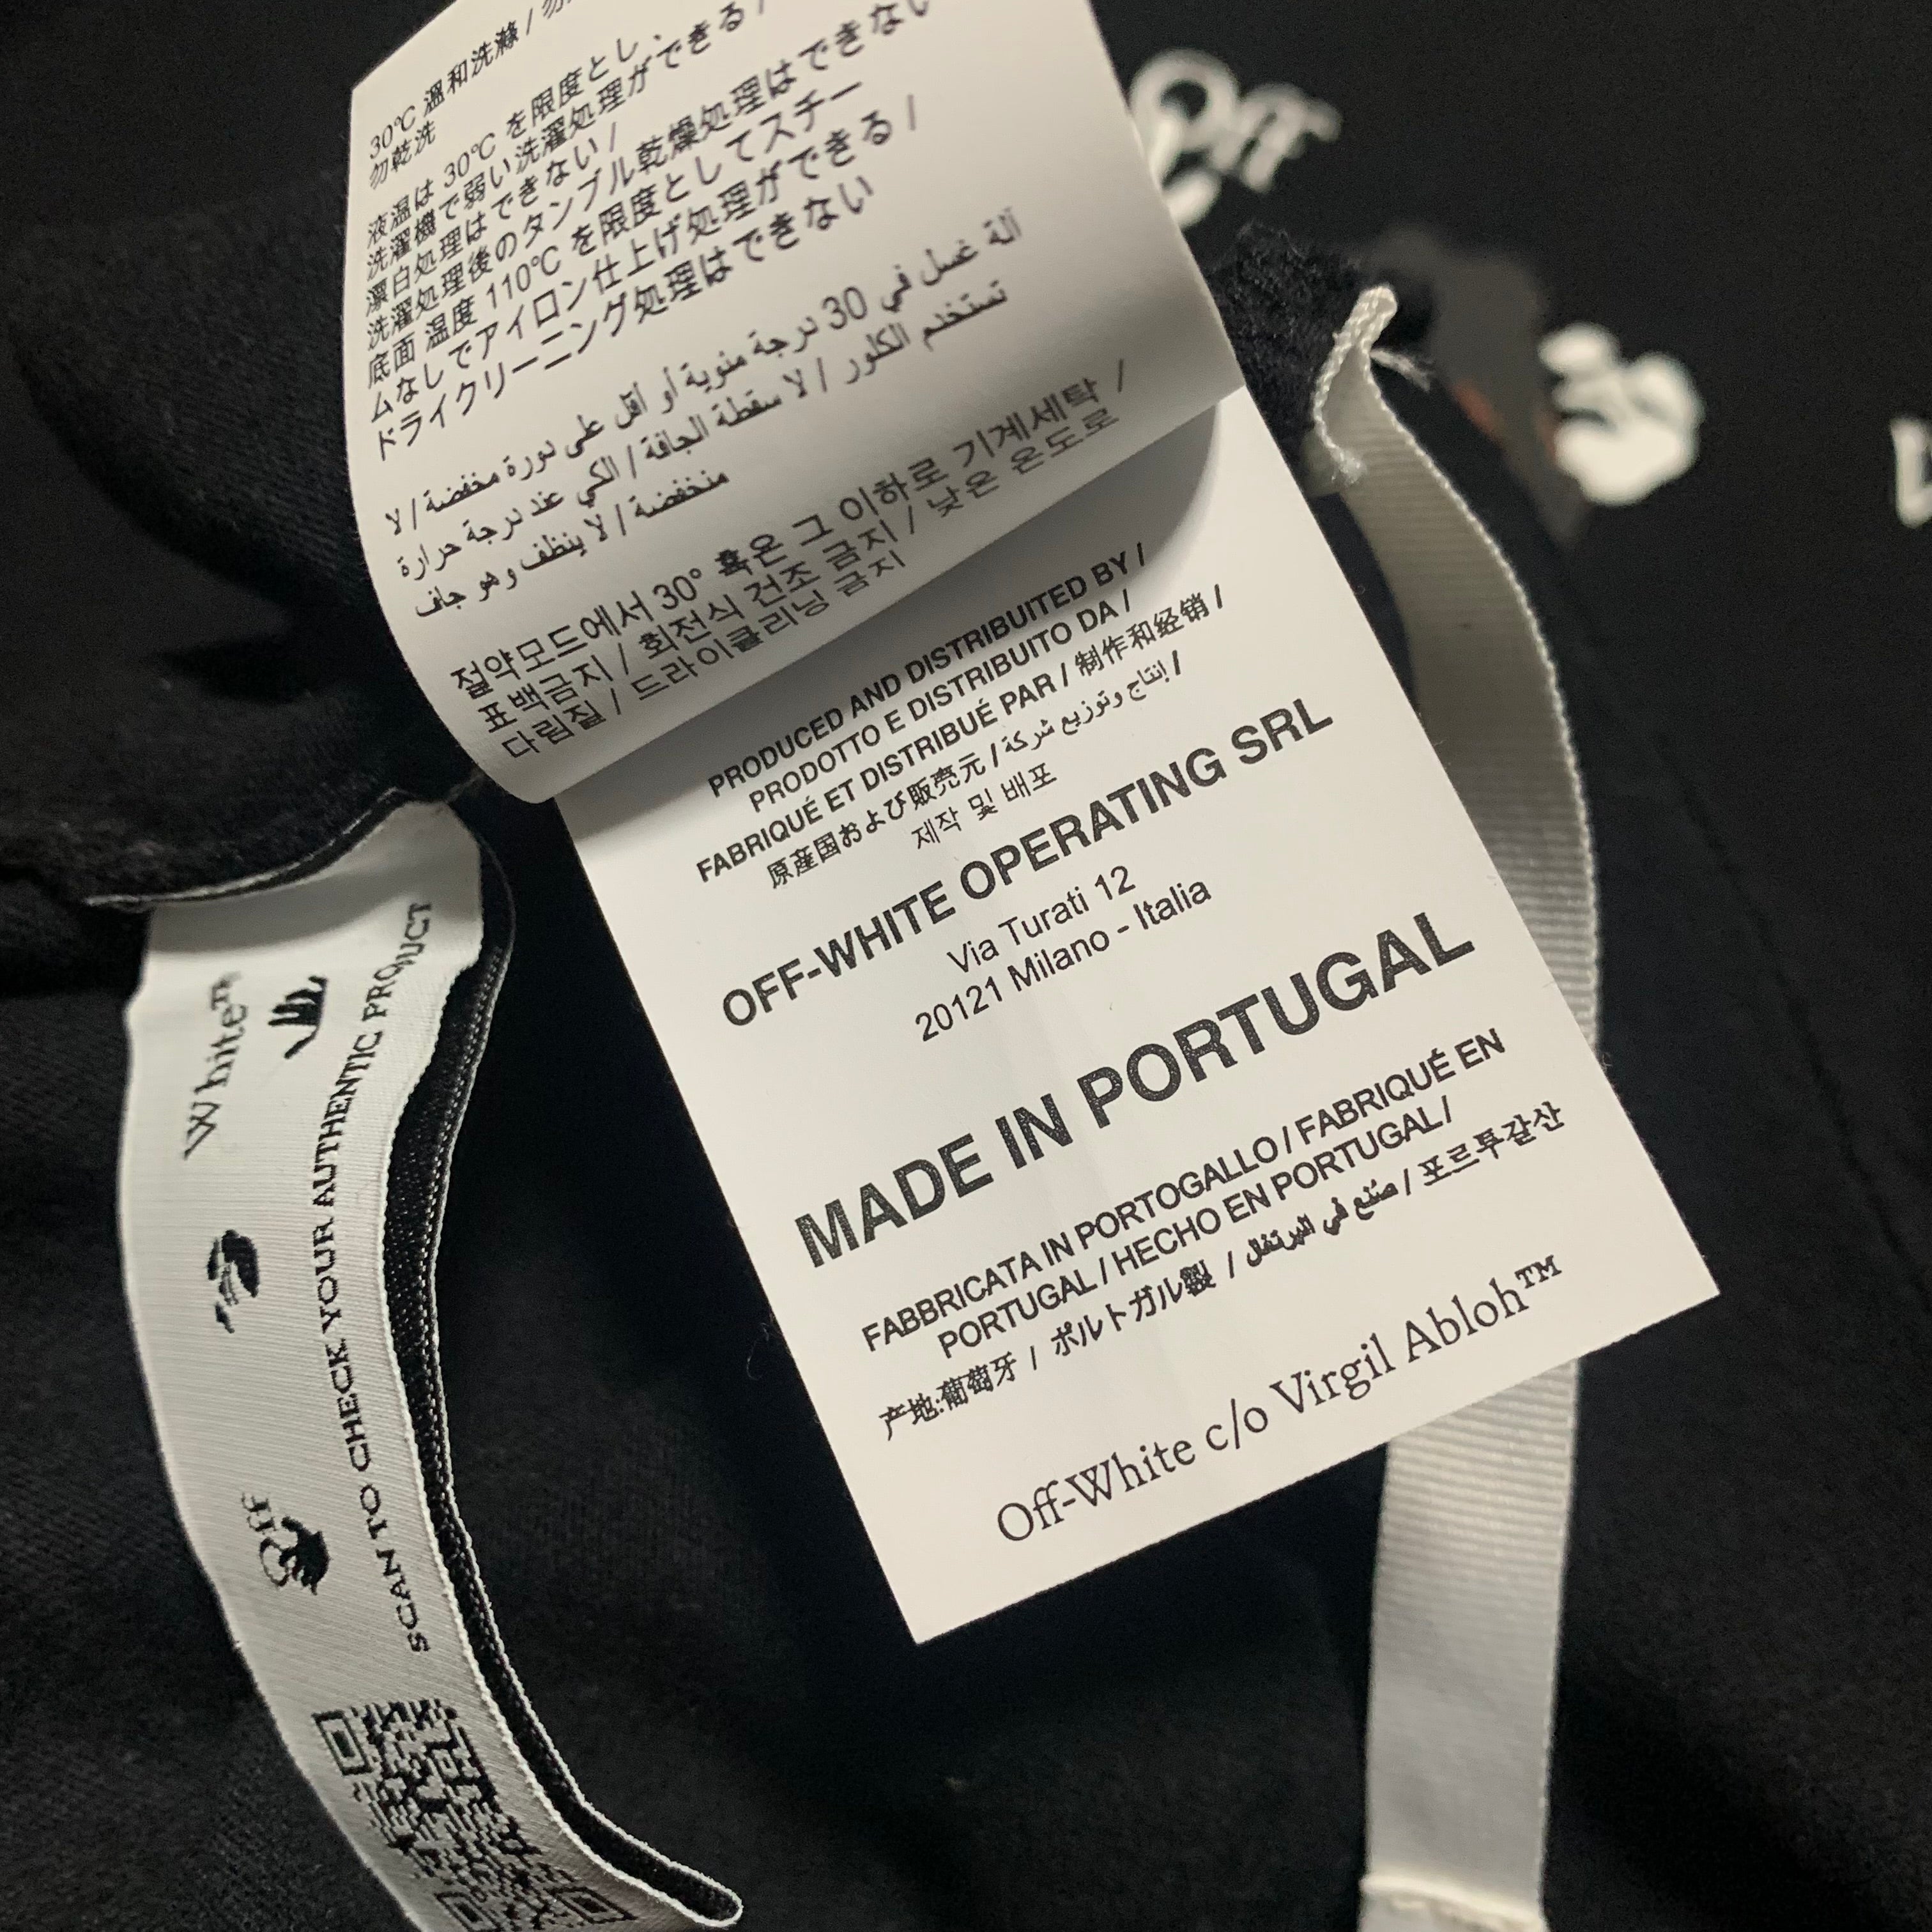 30℃ 温和洗滌 / 勿
勿乾洗
液温は 30℃ を限度とし、
洗濯機で弱い洗濯処理ができる /
漂白処理はできない /
洗濯処理後のタンブル乾燥処理はできない
底面 温度 110℃ を限度としてスチー
ムなしでアイロン仕上げ処理ができる /
ドライクリーニング処理はできない
آلة غسل في 30 درجة مئوية أو أقل على دورة مخفضة / لا
تستخدم الكلور / لا سقطة الجافة / الكي عند درجة حرارة
منخفضة / لا ينظف وهو جاف
절약모드에서 30° 혹온 그 이하로 기계세탁 /
표백금지 / 회전식 건조 금지 / 낮은 온도로
다림질 / 드라이클리닝 금지
PRODUCED AND DISTRIBUITED BY /
PRODOTTO E DISTRIBUITO DA /
FABRIQUÉ ET DISTRIBUÉ PAR / 制作和经销 /
原産国および販売元 / إنتاج وتوزيع شركة /
제작 및 배포
OFF-WHITE OPERATING SRL
Via Turati 12
20121 Milano - Italia
MADE IN PORTUGAL
FABBRICATA IN PORTOGALLO / FABRIQUÉ EN
PORTUGAL / HECHO EN PORTUGAL /
产地:葡萄牙 / ポルトガル製 / صنع في البرتغال / 포르투갈산
Off-White c/o Virgil Abloh™
Off
White™
SCAN TO CHECK YOUR AUTHENTIC PRODUCT
Off